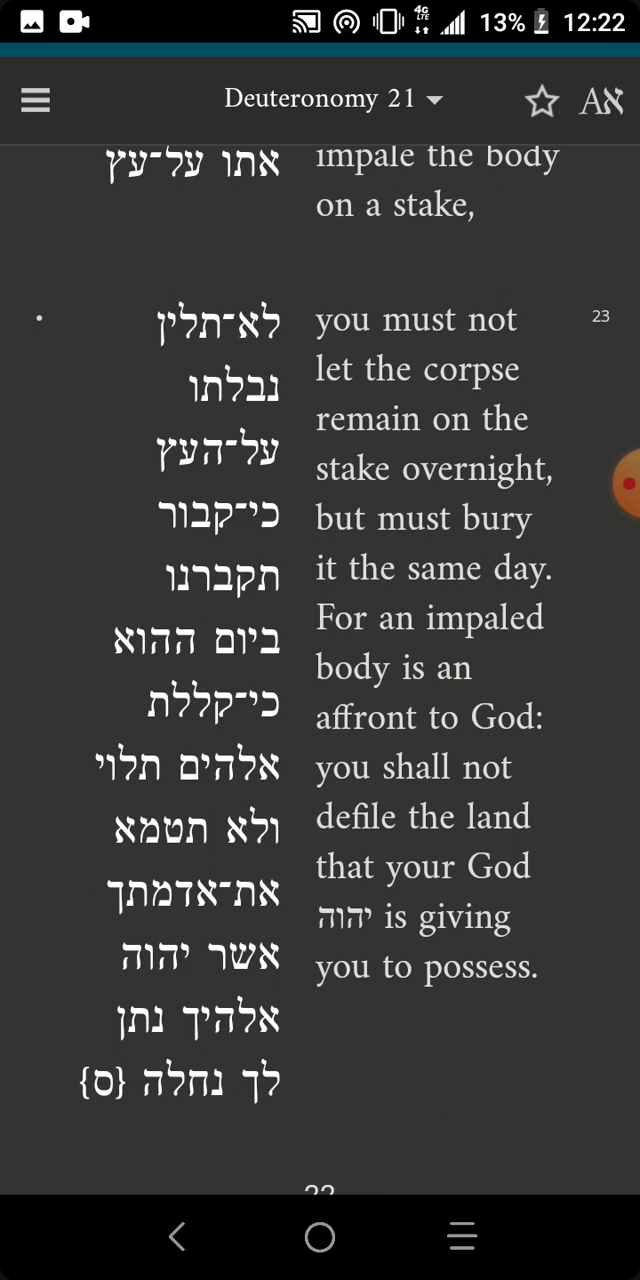 13% 12:22
4G
LTE
Deuteronomy 21
Aא
אתו על־עץ
impale the body
on a stake,
23
לא־תלין
נבלתו
על־העץ
כי־קבור
תקברנו
ביום ההוא
כי־קללת
אלהים תלוי
ולא תטמא
את־אדמתך
אשר יהוה
אלהיך נתן
לך נחלה {ס}
you must not
let the corpse
remain on the
stake overnight,
but must bury
it the same day.
For an impaled
body is an
affront to God:
you shall not
defile the land
that your God
יהוה is giving
you to possess.
22